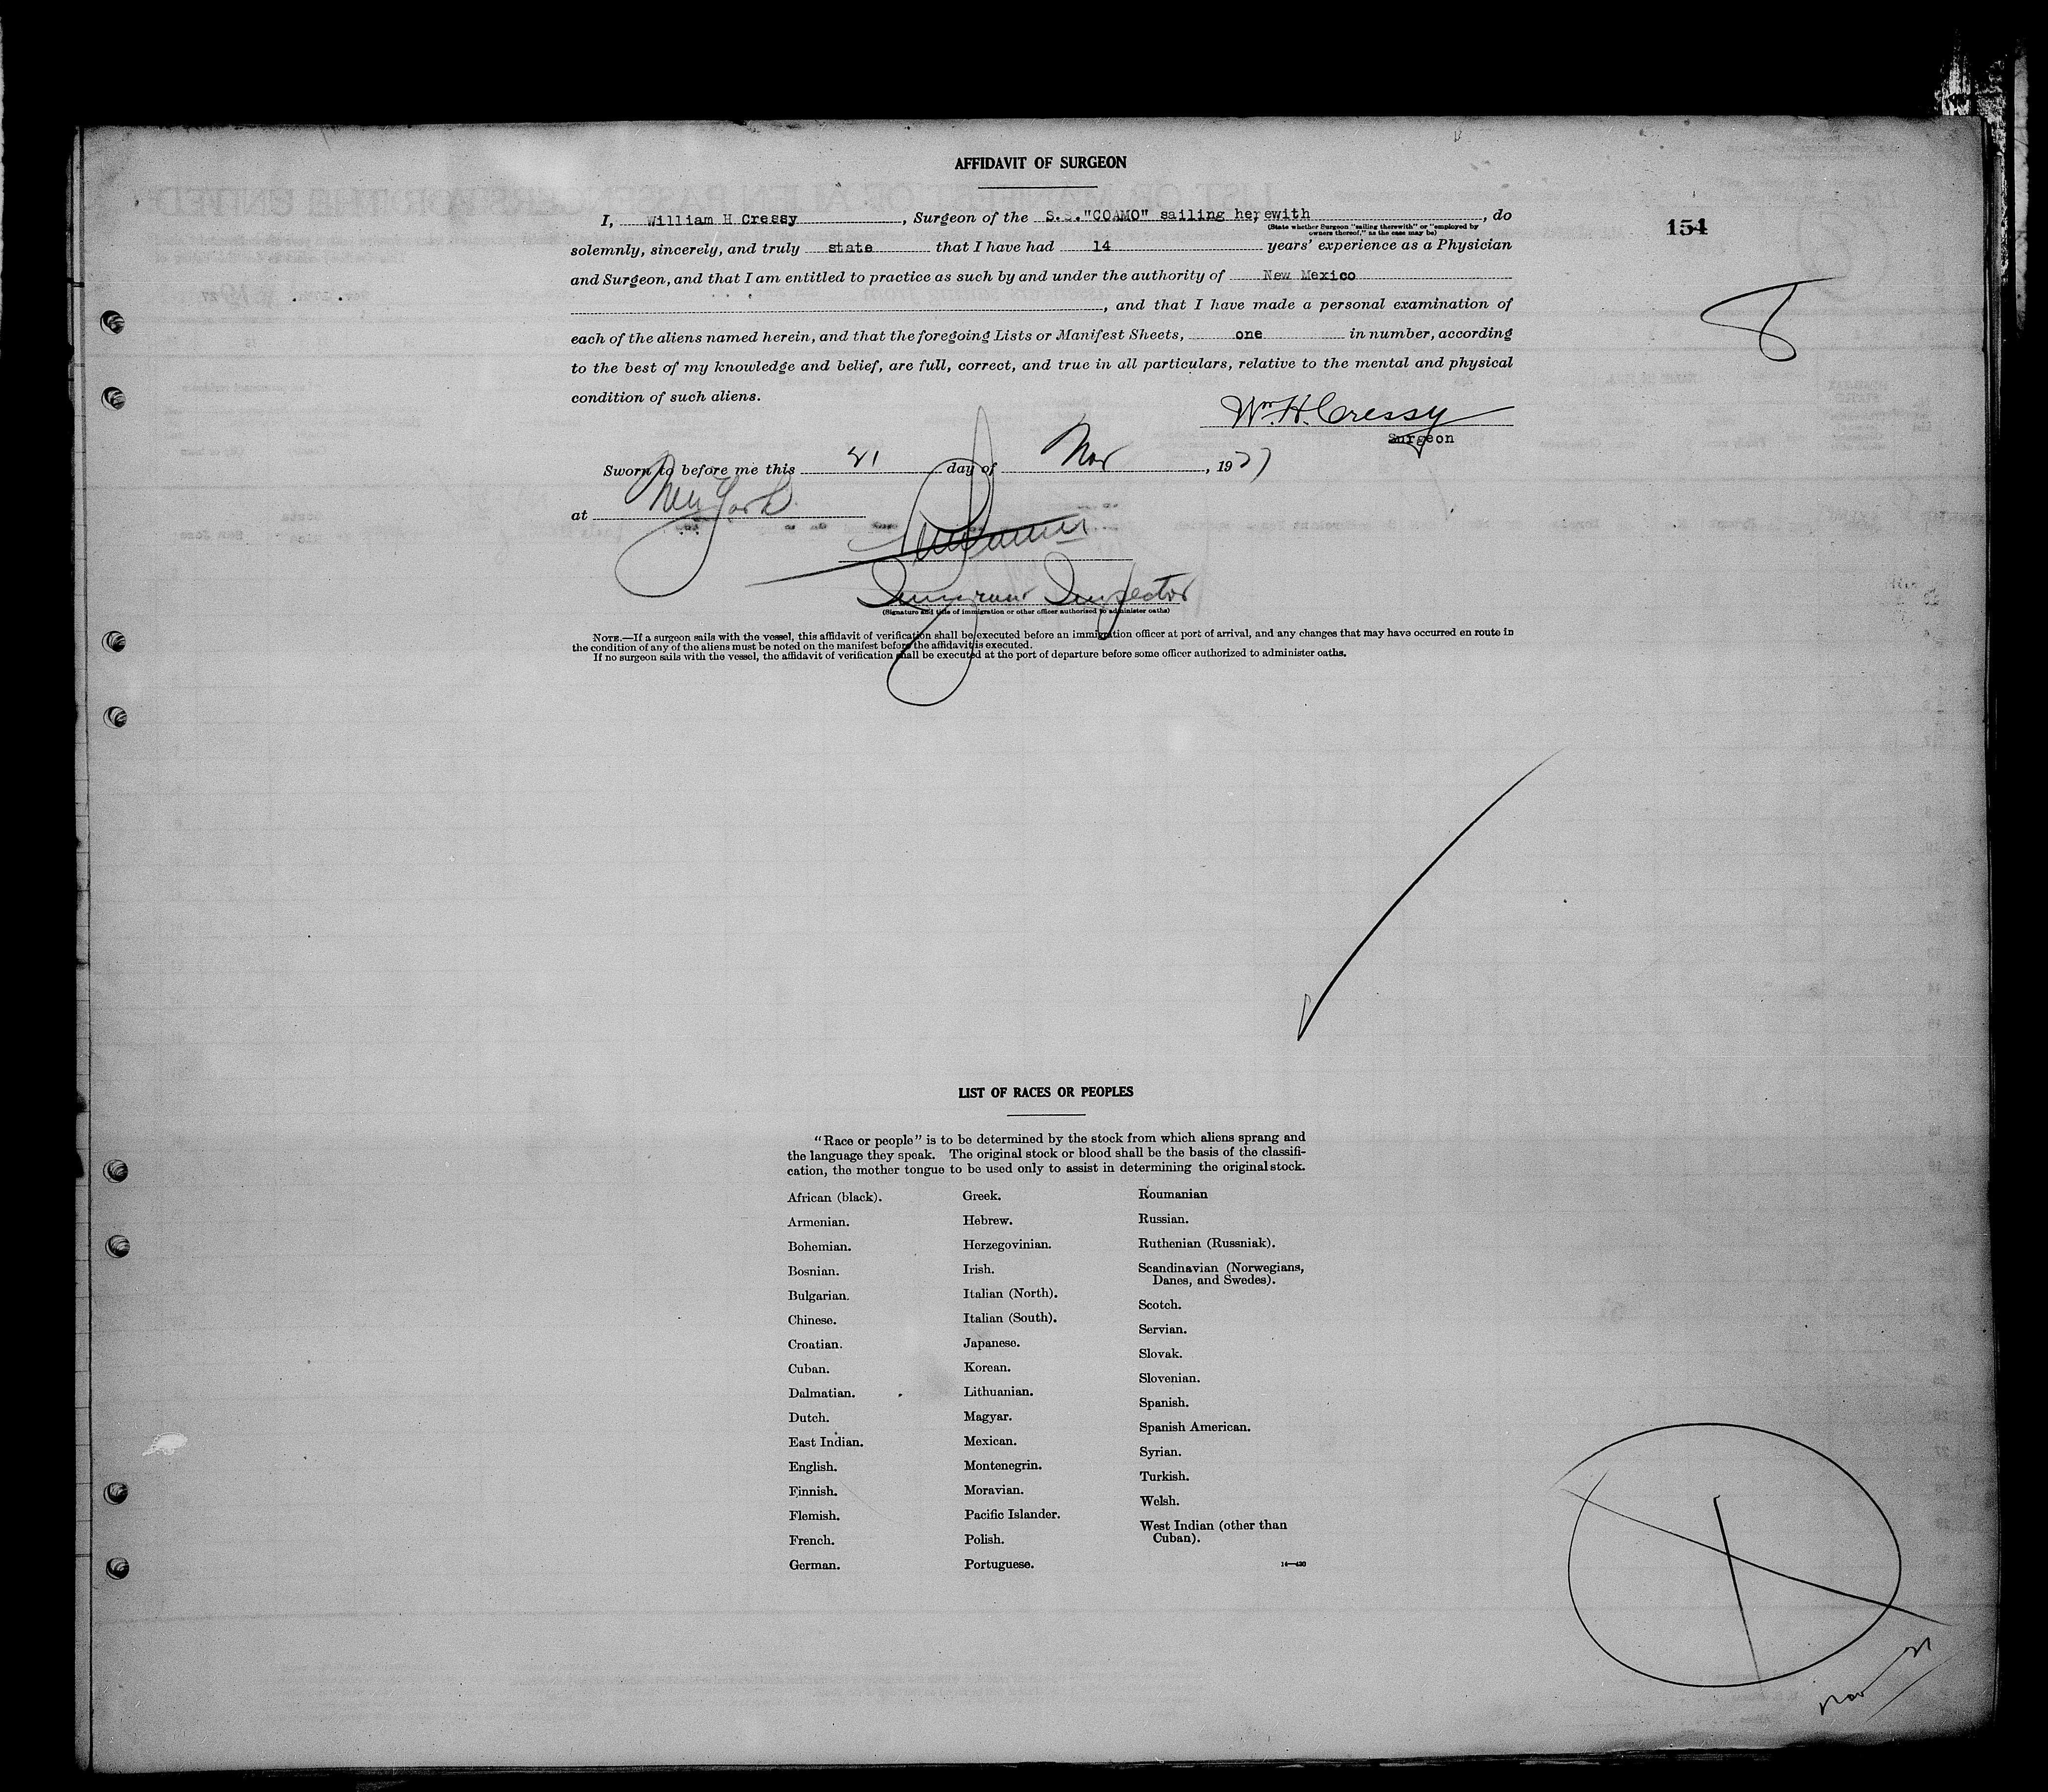 AFFIDAVIT OF SURGEON
154
8
I, William H Cressy, Surgeon of the S.S."COAMO" sailing herewith, do
(State whether Surgeon "sailing therewith" or "employed by
owners thereof," as the case may be)
solemnly, sincerely, and truly state that I have had 14 years' experience as a Physician
and Surgeon, and that I am entitled to practice as such by and under the authority of New Mexico
, and that I have made a personal examination of
each of the aliens named herein, and that the foregoing Lists or Manifest Sheets, one in number, according
to the best of my knowledge and belief, are full, correct, and true in all particulars, relative to the mental and physical
condition of such aliens.
Wm. H. Cressy
Surgeon
Sworn to before me this 21 day of Nov, 1927
at New York
Immigrant Inspector
(Signature and title of immigration or other officer authorized to administer oaths)
NOTE.—If a surgeon sails with the vessel, this affidavit of verification shall be executed before an immigration officer at port of arrival, and any changes that may have occurred en route in
the condition of any of the aliens must be noted on the manifest before the affidavit is executed.
If no surgeon sails with the vessel, the affidavit of verification shall be executed at the port of departure before some officer authorized to administer oaths.
LIST OF RACES OR PEOPLES
"Race or people" is to be determined by the stock from which aliens sprang and
the language they speak. The original stock or blood shall be the basis of the classifi-
cation, the mother tongue to be used only to assist in determining the original stock.
African (black).
Armenian.
Bohemian.
Bosnian.
Bulgarian.
Chinese.
Croatian.
Cuban.
Dalmatian.
Dutch.
East Indian.
English.
Finnish.
Flemish.
French.
German.
Greek.
Hebrew.
Herzegovinian.
Irish.
Italian (North).
Italian (South).
Japanese.
Korean.
Lithuanian.
Magyar.
Mexican.
Montenegrin.
Moravian.
Pacific Islander.
Polish.
Portuguese.
Roumanian
Russian.
Ruthenian (Russniak).
Scandinavian (Norwegians,
Danes, and Swedes).
Scotch.
Servian.
Slovak.
Slovenian.
Spanish.
Spanish American.
Syrian.
Turkish.
Welsh.
West Indian (other than
Cuban).
14—430
Nov 21